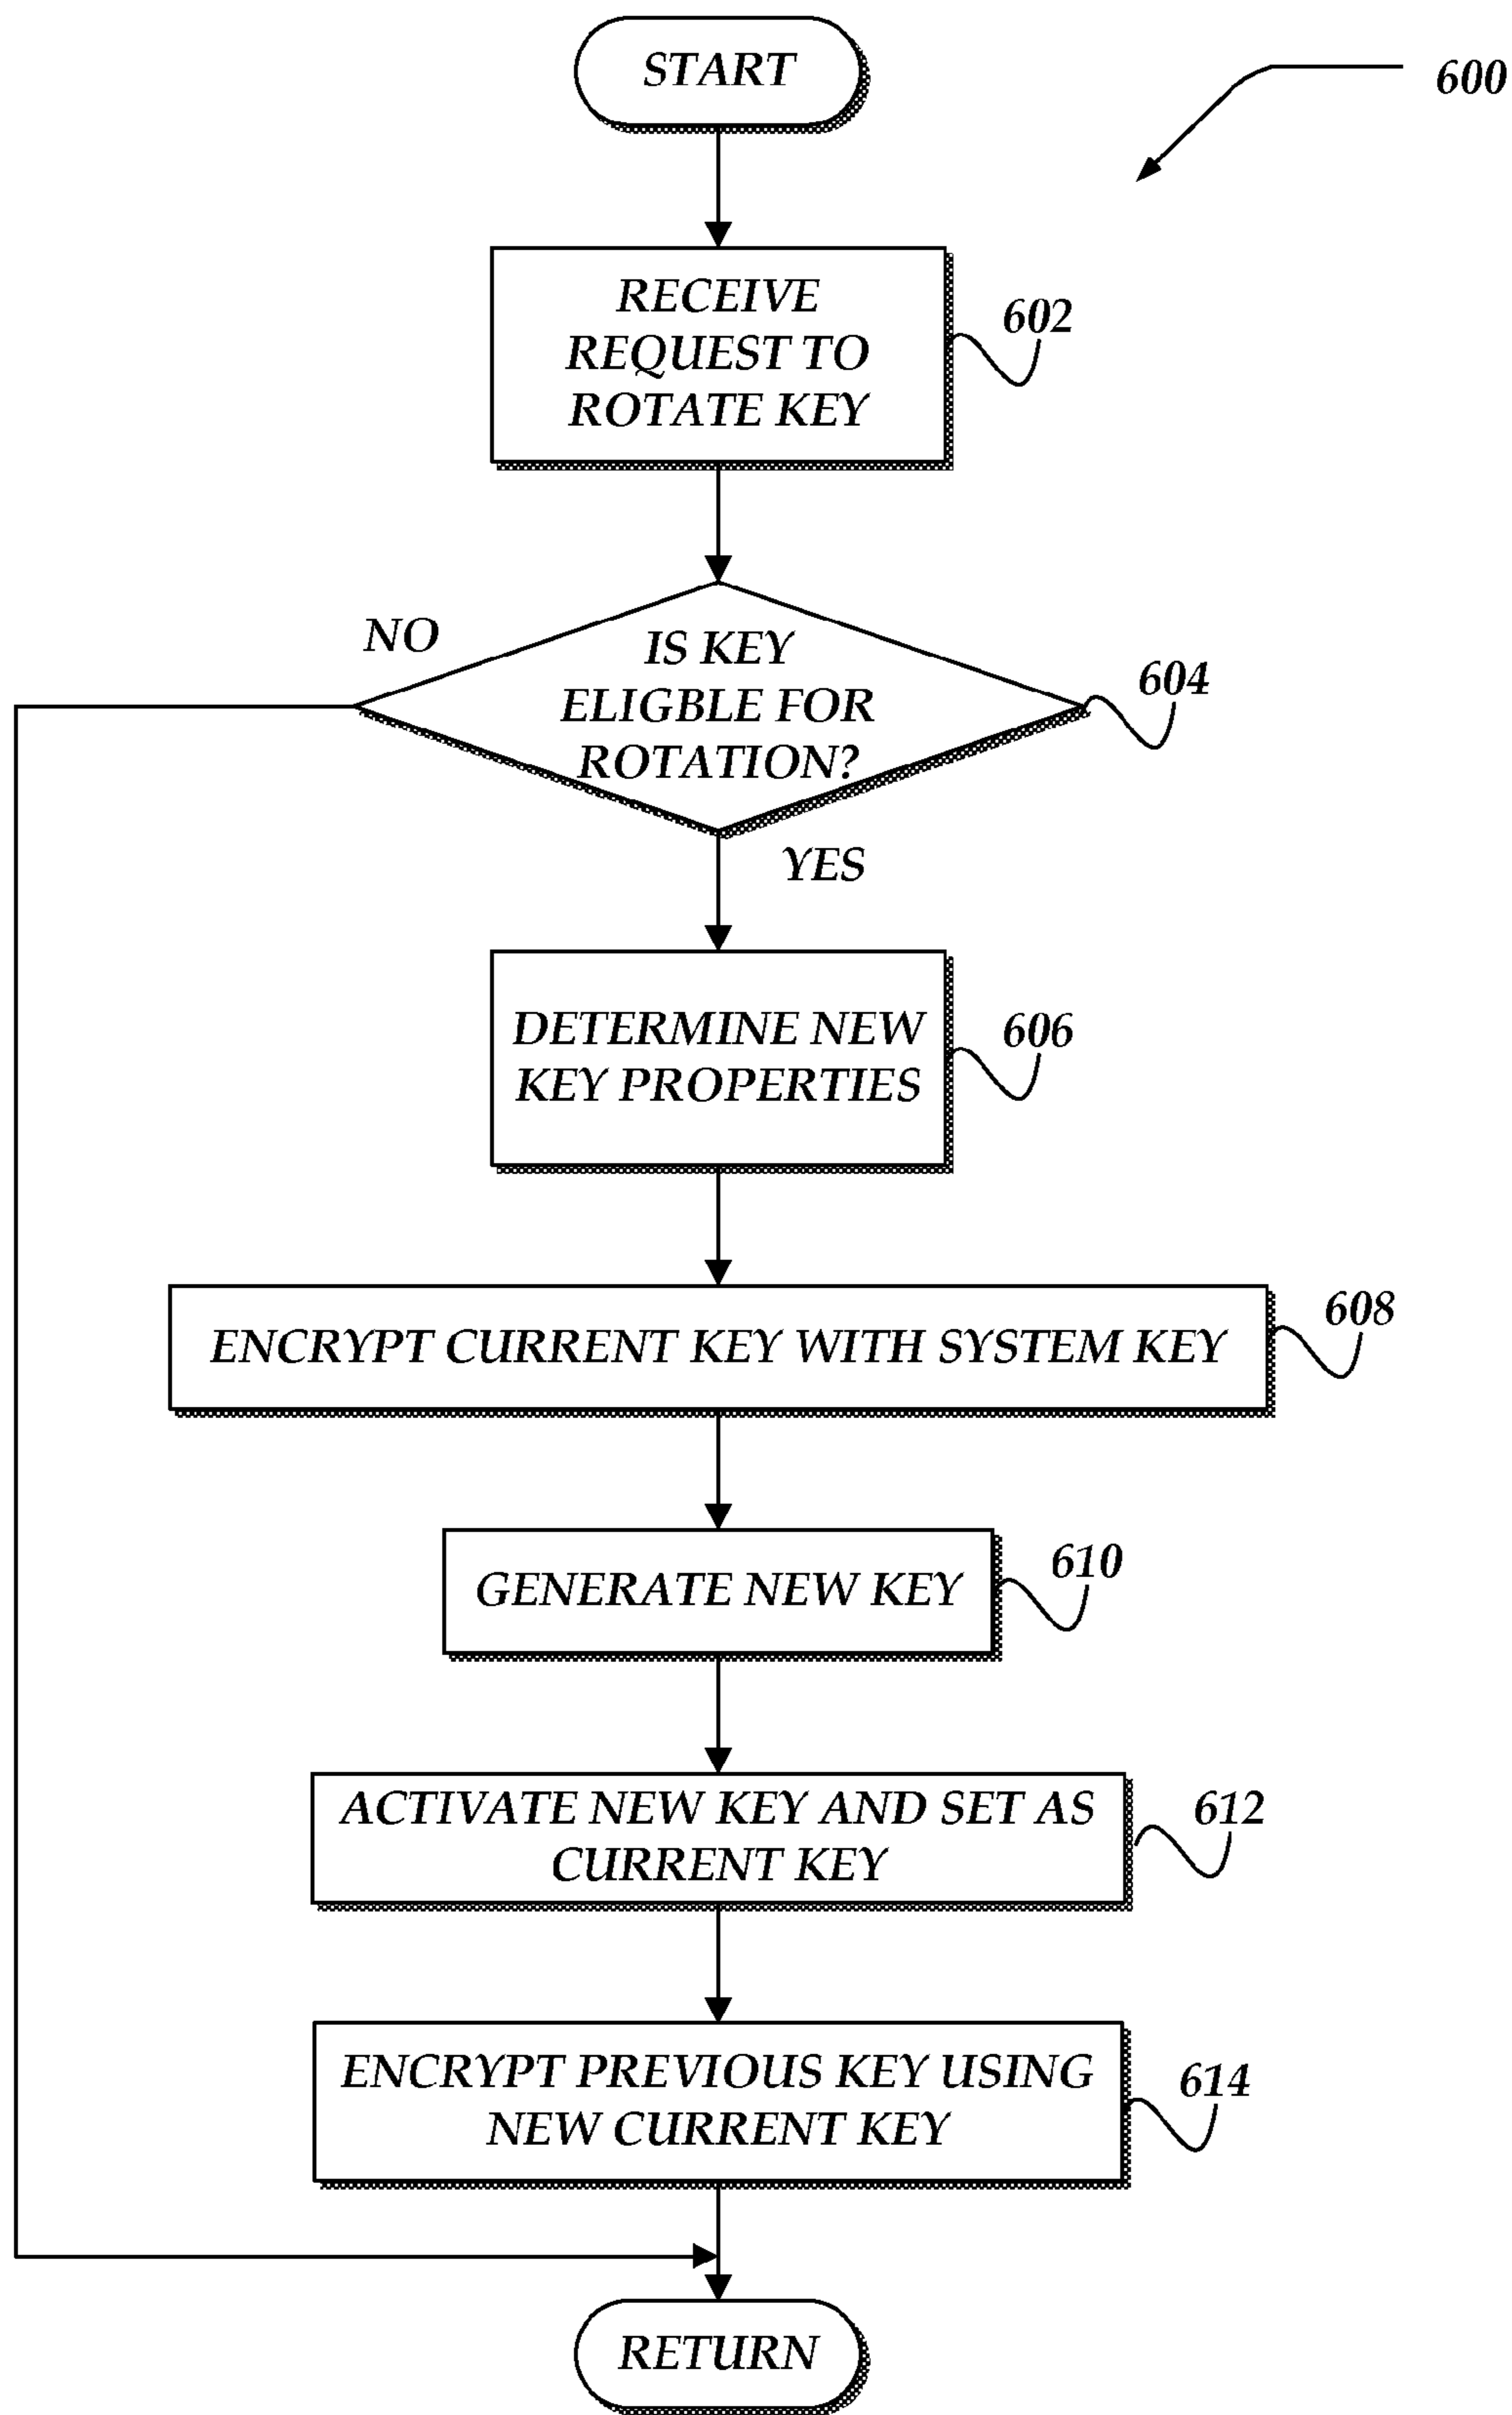 START
600
RECEIVE
REQUEST TO
ROTATE KEY
602
NO
IS KEY
ELIGBLE FOR
ROTATION?
604
YES
DETERMINE NEW
KEY PROPERTIES
606
ENCRYPT CURRENT KEY WITH SYSTEM KEY
608
GENERATE NEW KEY
610
ACTIVATE NEW KEY AND SET AS
CURRENT KEY
612
ENCRYPT PREVIOUS KEY USING
NEW CURRENT KEY
614
RETURN